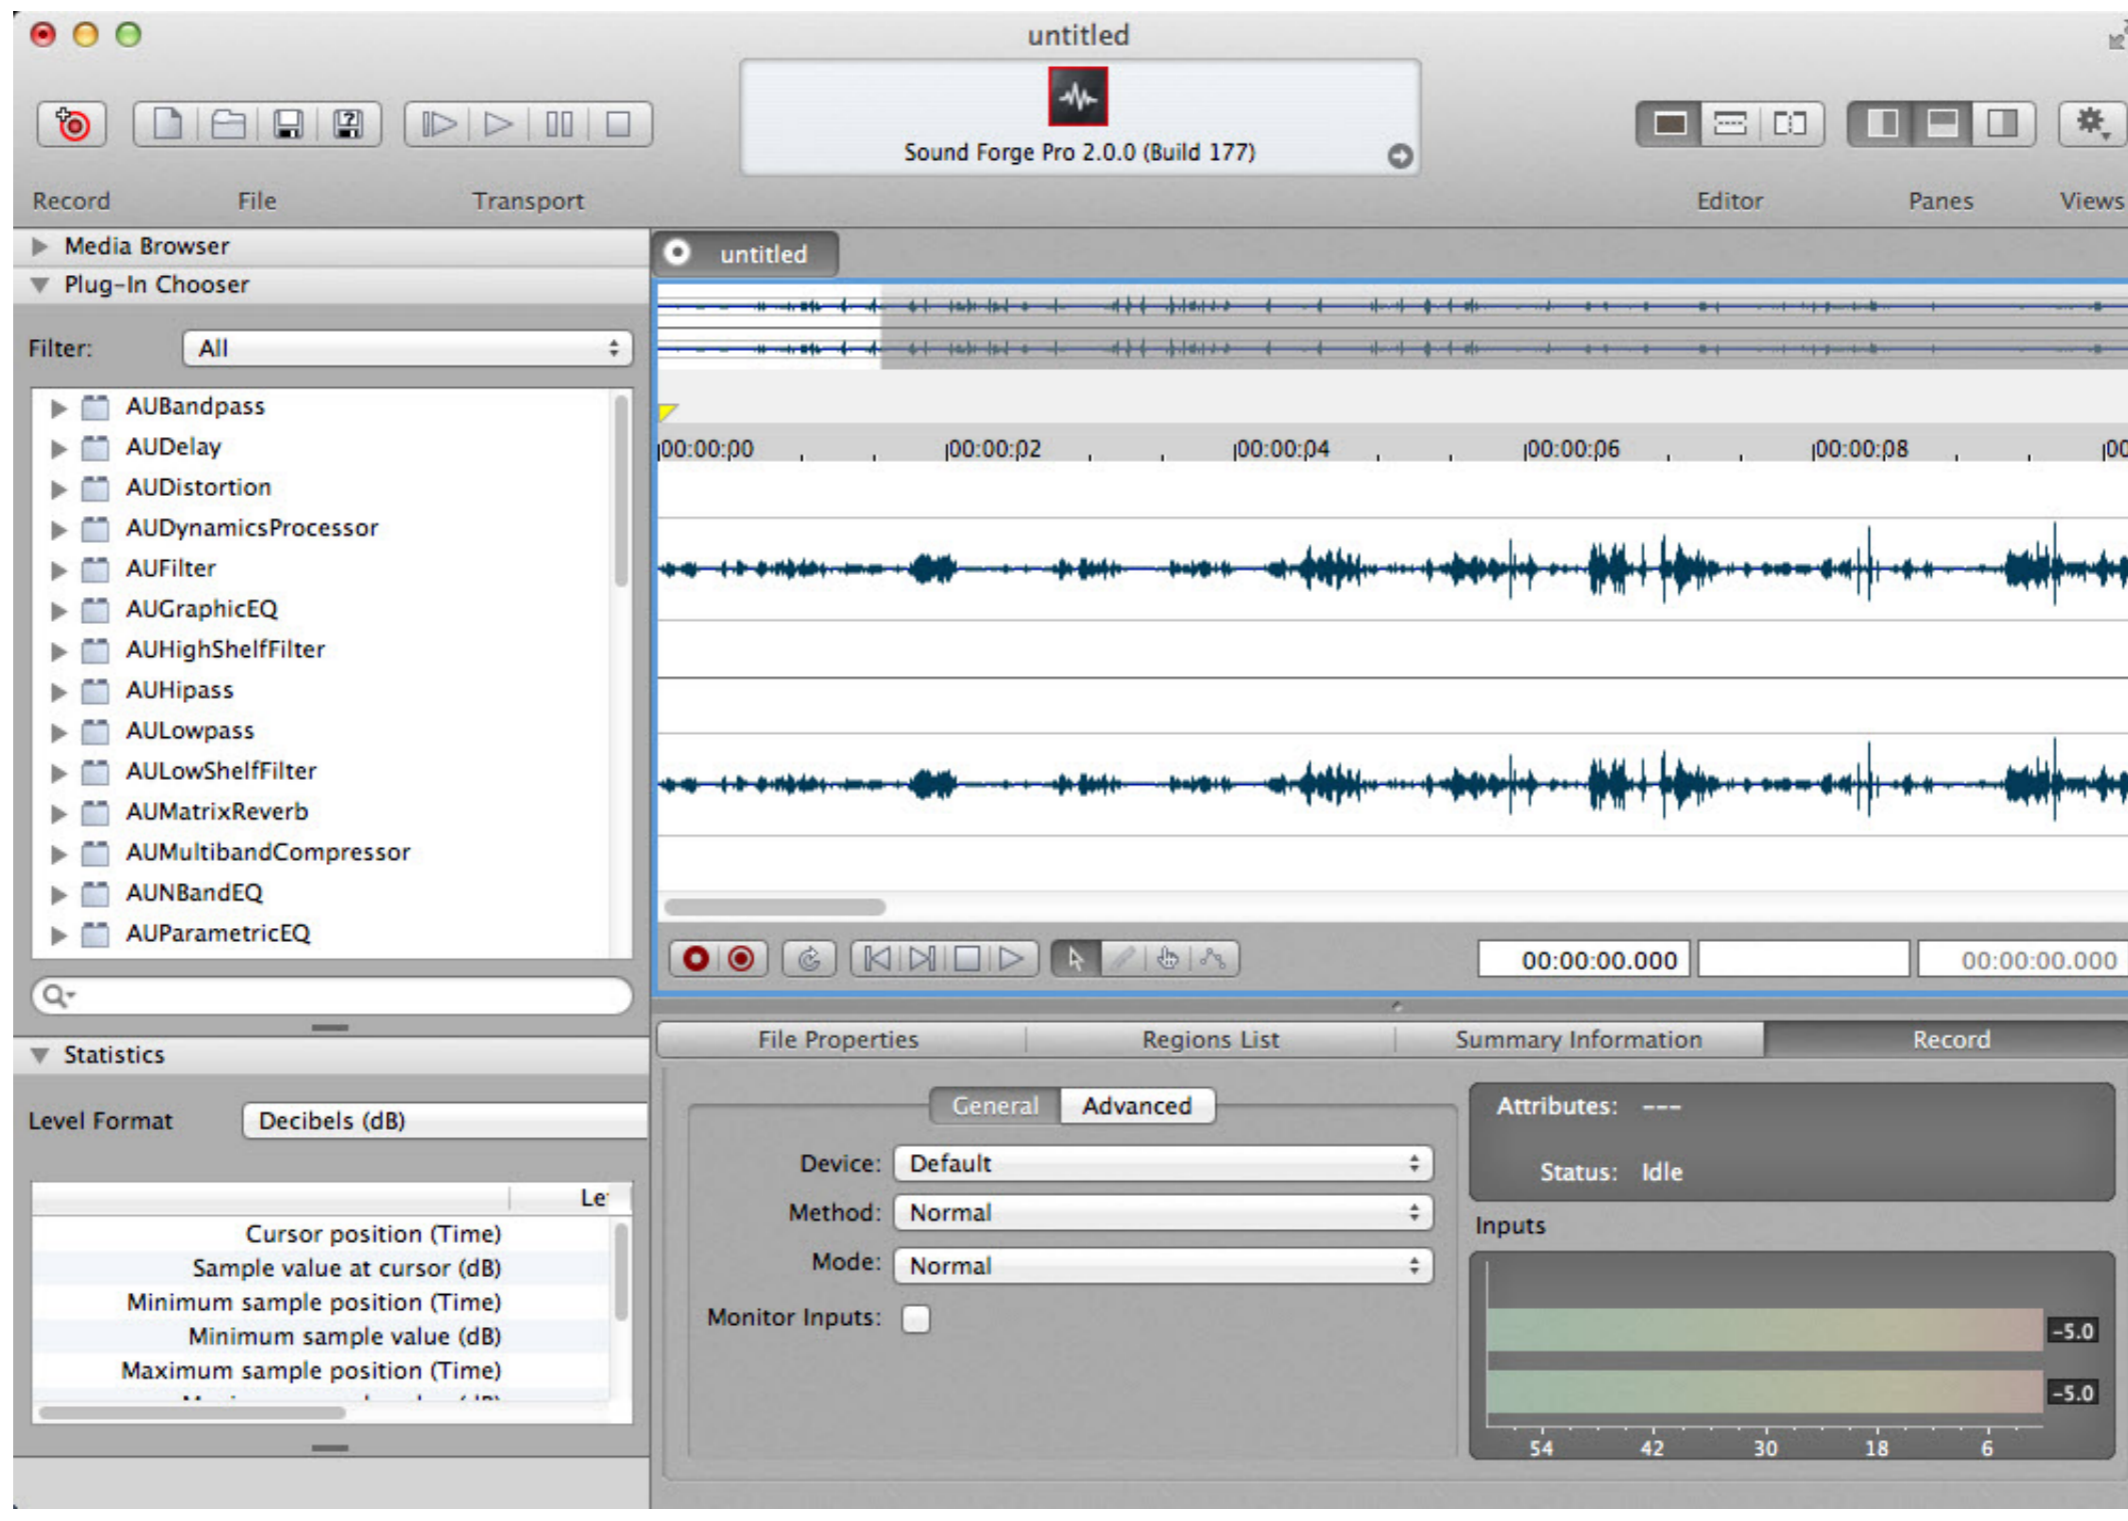 untitled
Sound Forge Pro 2.0.0 (Build 177)
Record File Transport Editor Panes Views
Media Browser
Plug-In Chooser
Filter: All
AUBandpass
AUDelay
AUDistortion
AUDynamicsProcessor
AUFilter
AUGraphicEQ
AUHighShelfFilter
AUHipass
AULowpass
AULowShelfFilter
AUMatrixReverb
AUMultibandCompressor
AUNBandEQ
AUParametricEQ
Statistics
Level Format Decibels (dB)
Cursor position (Time)
Sample value at cursor (dB)
Minimum sample position (Time)
Minimum sample value (dB)
Maximum sample position (Time)
untitled
00:00:00 00:00:02 00:00:04 00:00:06 00:00:08
00:00:00.000 00:00:00.000
File Properties Regions List Summary Information Record
General Advanced
Device: Default
Method: Normal
Mode: Normal
Monitor Inputs:
Attributes: ---
Status: Idle
Inputs
-5.0
-5.0
54 42 30 18 6